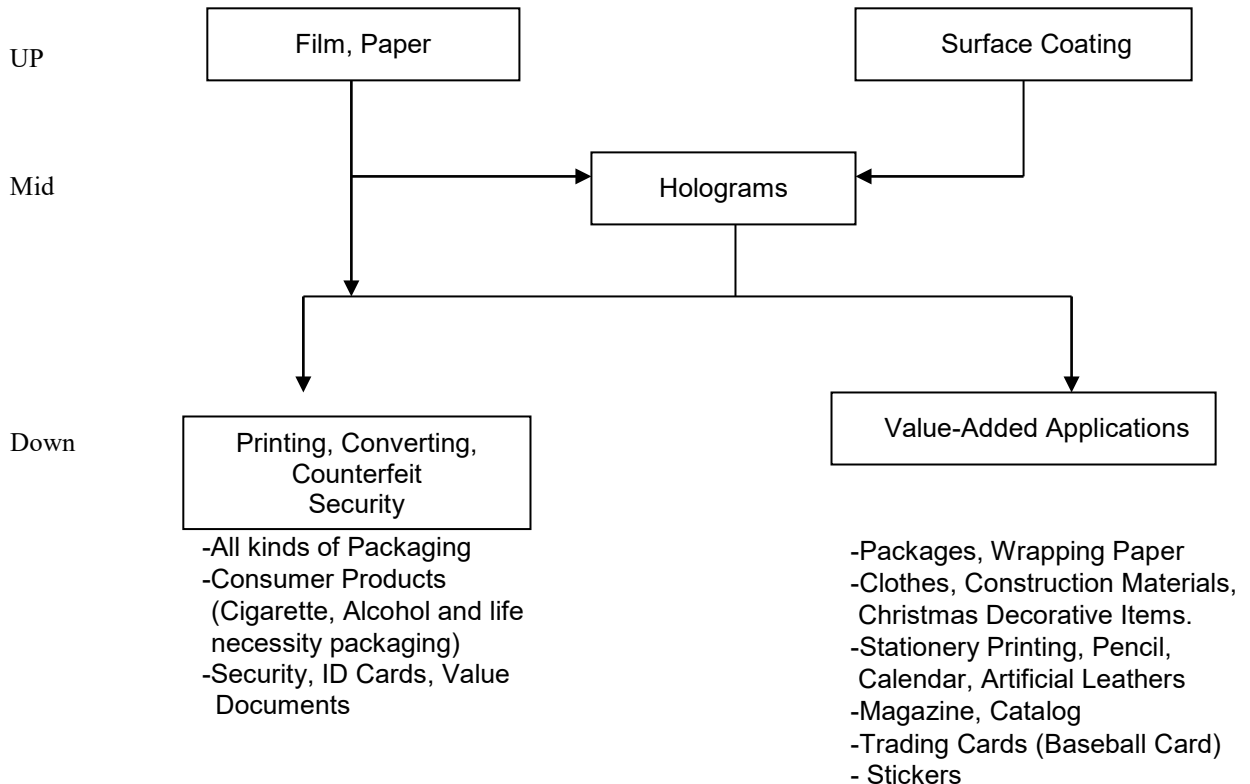 UP
Film, Paper
Surface Coating
Mid
Holograms
Down
Printing, Converting,
Counterfeit
Security
Value-Added Applications
-All kinds of Packaging
-Consumer Products
(Cigarette, Alcohol and life
necessity packaging)
-Security, ID Cards, Value
Documents
-Packages, Wrapping Paper
-Clothes, Construction Materials,
Christmas Decorative Items.
-Stationery Printing, Pencil,
Calendar, Artificial Leathers
-Magazine, Catalog
-Trading Cards (Baseball Card)
- Stickers